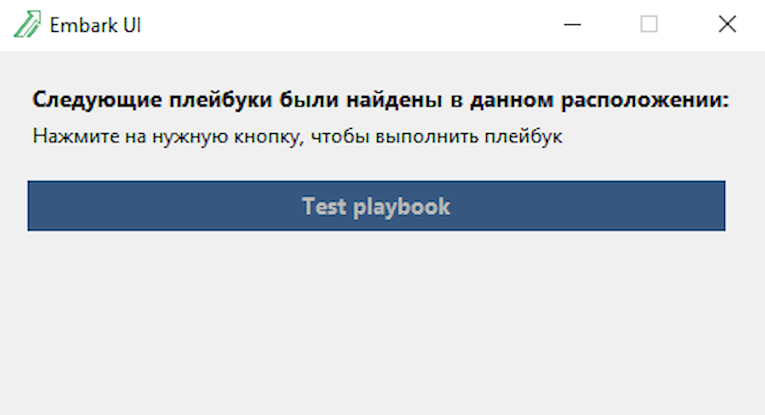 Embark UI
Следующие плейбуки были найдены в данном расположении:
Нажмите на нужную кнопку, чтобы выполнить плейбук
Test playbook